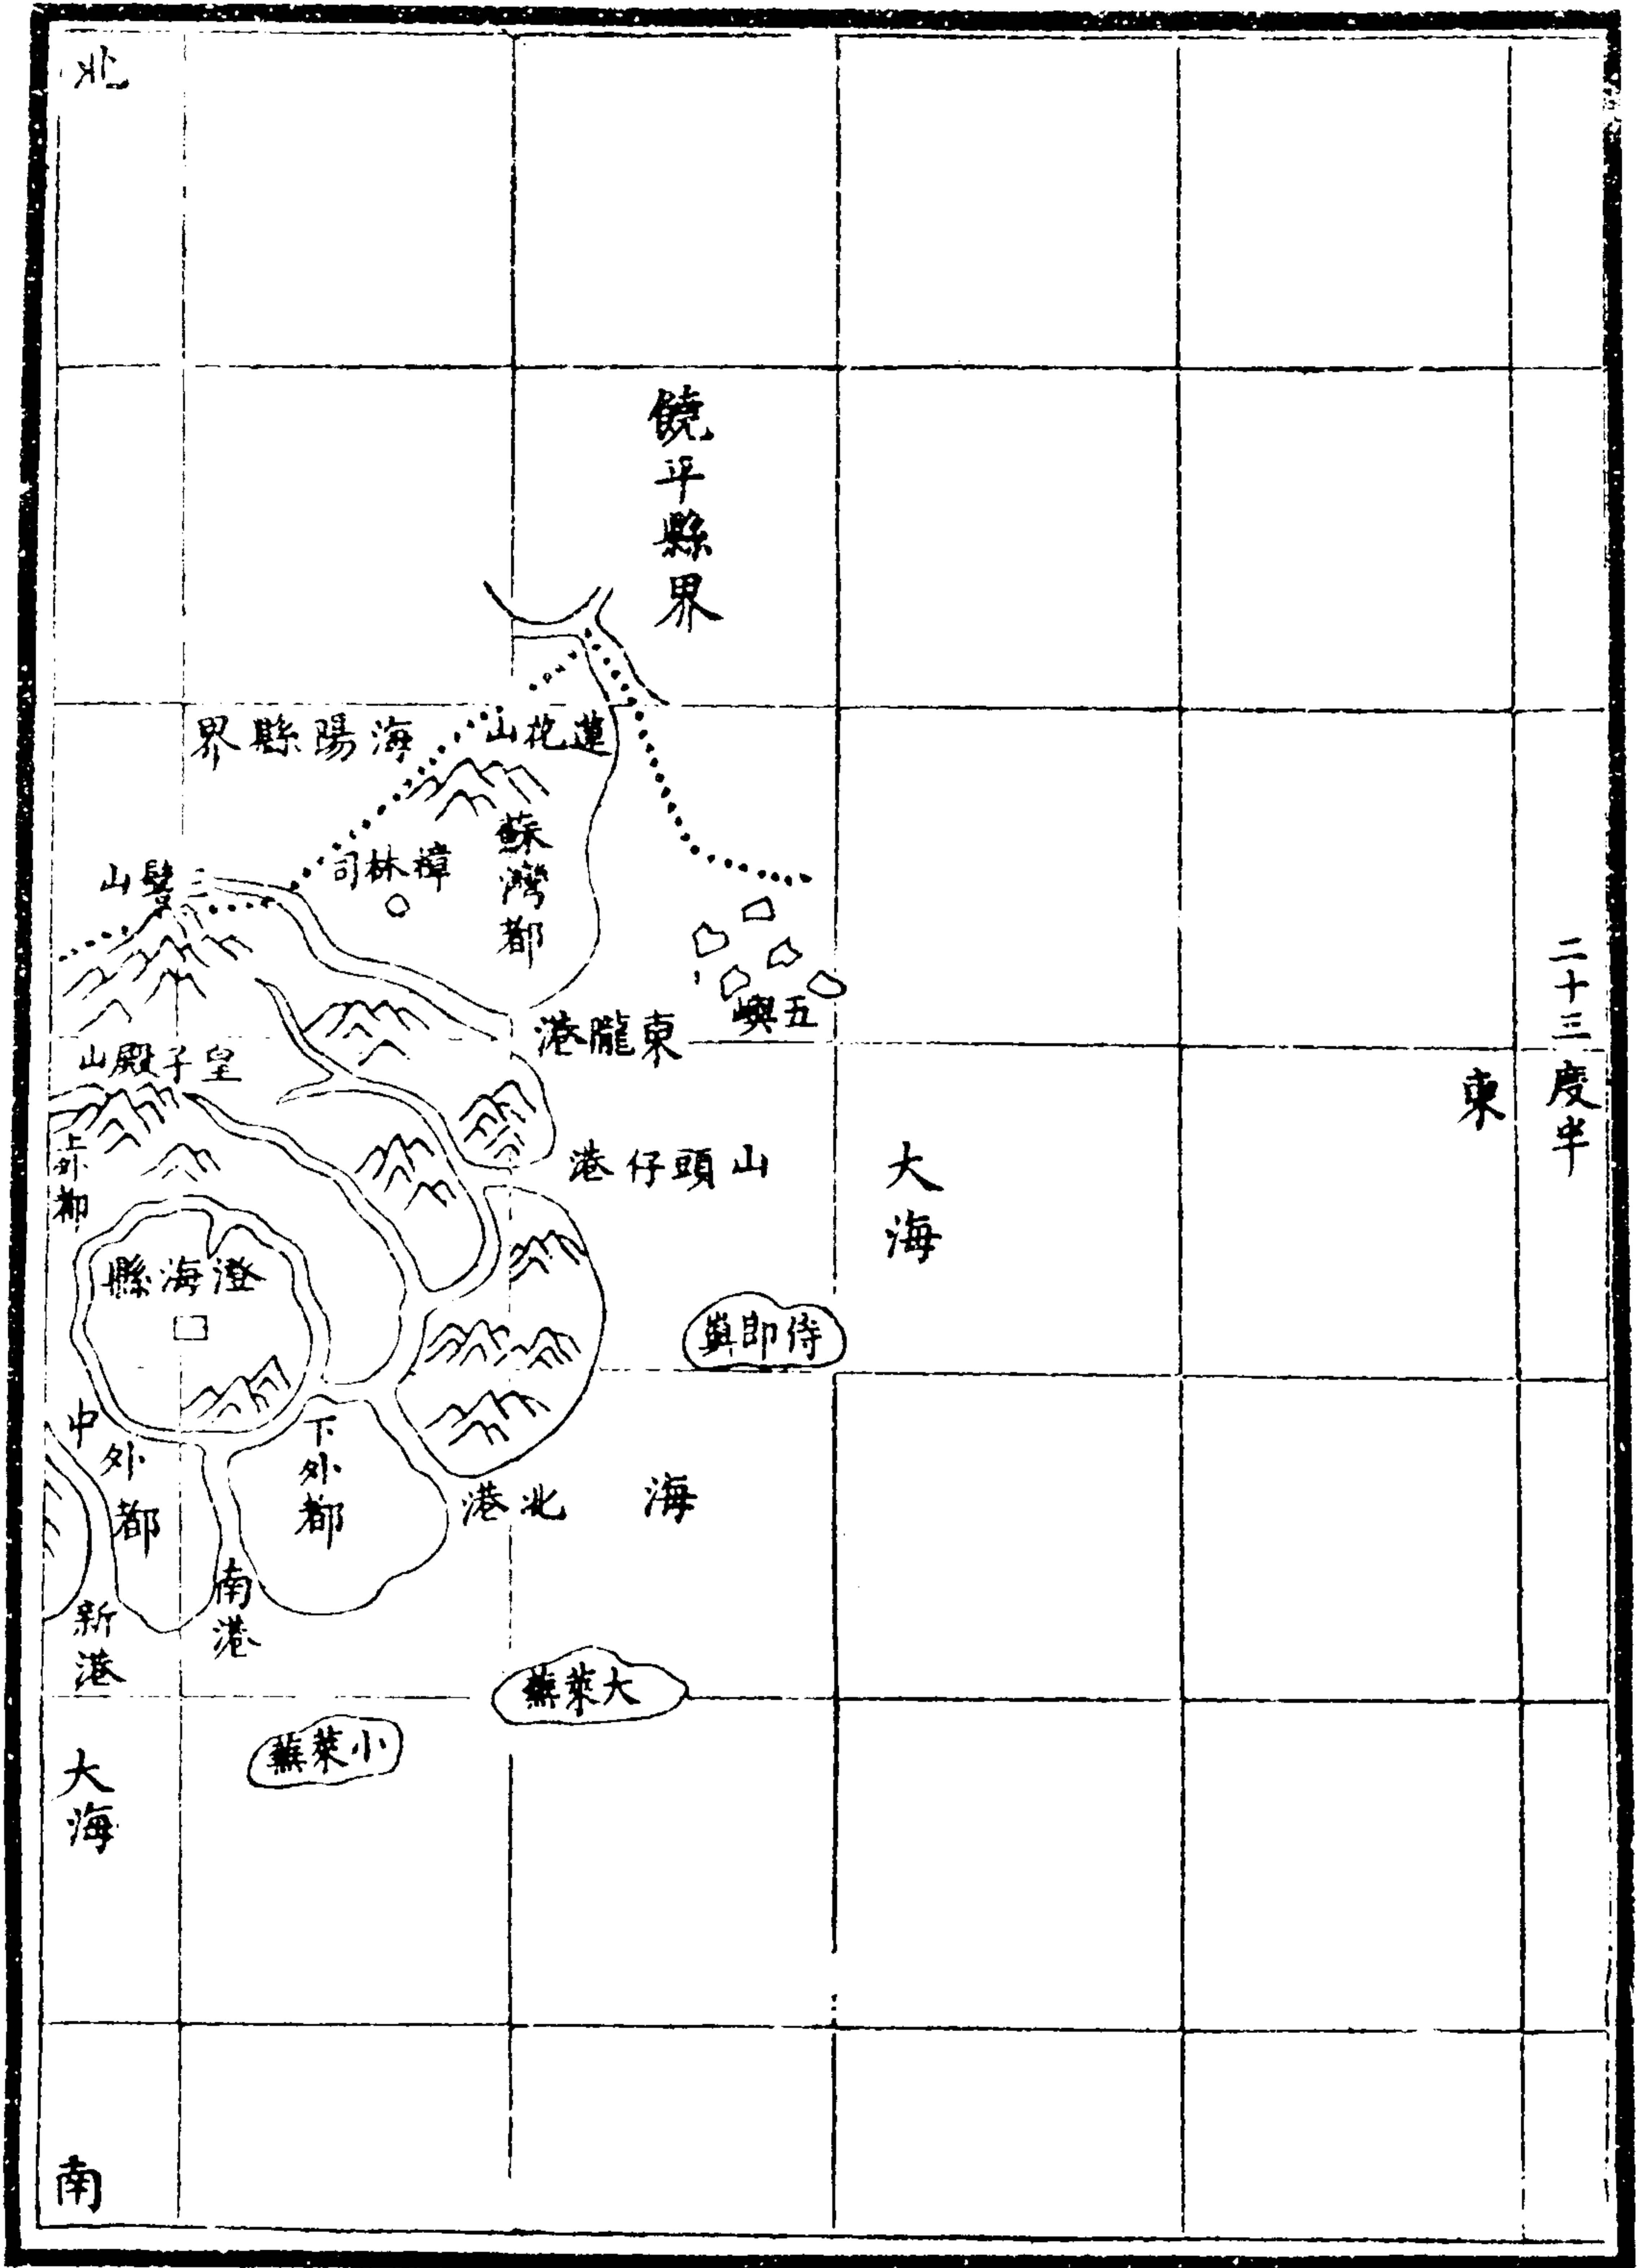 北
二十三度半
東
饒平縣界
海陽縣界
蓮花山
蘇灣都
樟林司
三髻山
五嶼
東隴港
皇子殿山
上外都
山頭仔港
大海
澄海縣
侍郎嶼
中外都
下外都
北港
海
南港
新港
大萊蕪
小萊蕪
大海
南